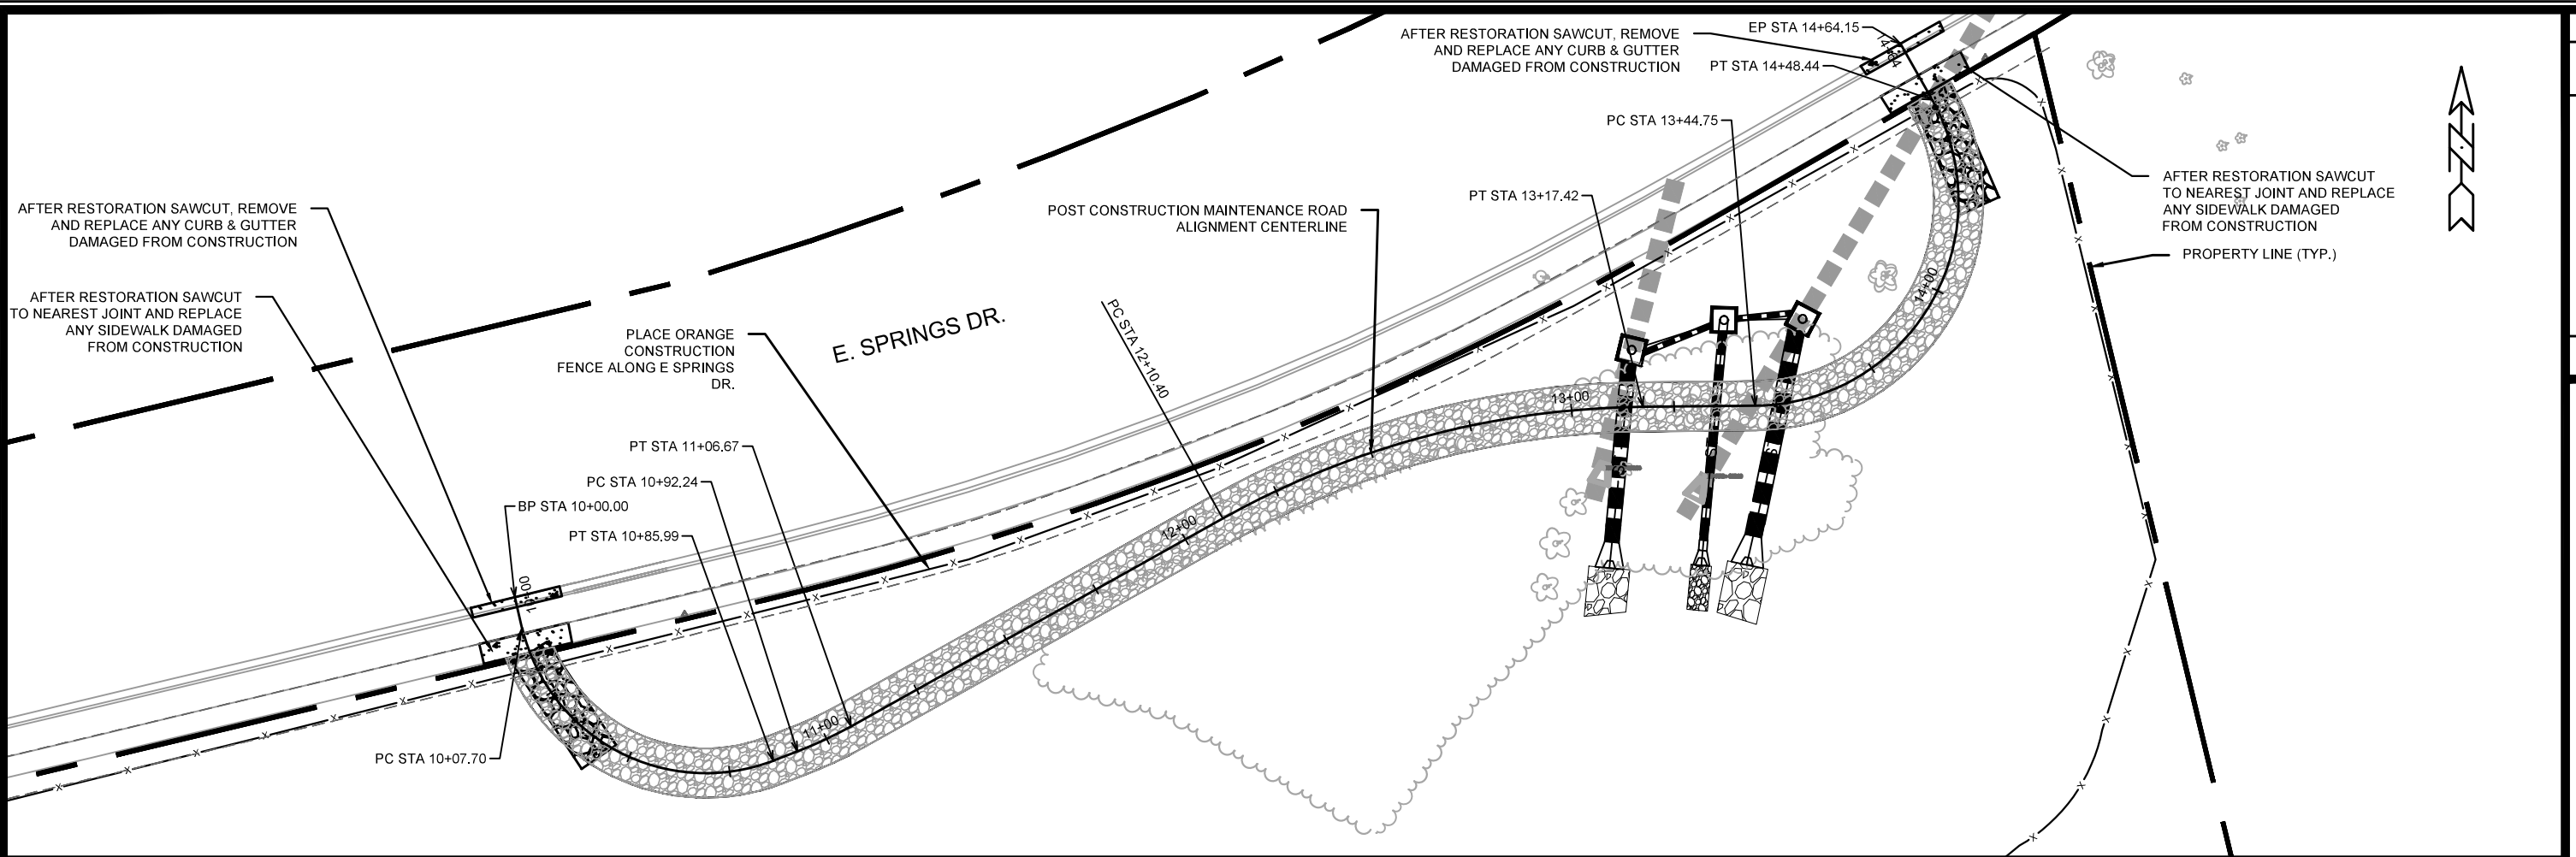 AFTER RESTORATION SAWCUT, REMOVE
AND REPLACE ANY CURB & GUTTER
DAMAGED FROM CONSTRUCTION
EP STA 14+64.15
PT STA 14+48.44
PC STA 13+44.75
AFTER RESTORATION SAWCUT
TO NEAREST JOINT AND REPLACE
ANY SIDEWALK DAMAGED
FROM CONSTRUCTION
PROPERTY LINE (TYP.)
N
PT STA 13+17.42
POST CONSTRUCTION MAINTENANCE ROAD
ALIGNMENT CENTERLINE
AFTER RESTORATION SAWCUT, REMOVE
AND REPLACE ANY CURB & GUTTER
DAMAGED FROM CONSTRUCTION
AFTER RESTORATION SAWCUT
TO NEAREST JOINT AND REPLACE
ANY SIDEWALK DAMAGED
FROM CONSTRUCTION
PLACE ORANGE
CONSTRUCTION
FENCE ALONG E SPRINGS
DR.
E. SPRINGS DR.
PC STA 12+10.40
PT STA 11+06.67
PC STA 10+92.24
BP STA 10+00.00
PT STA 10+85.99
PC STA 10+07.70
10+00
11+00
12+00
13+00
14+00
14+64